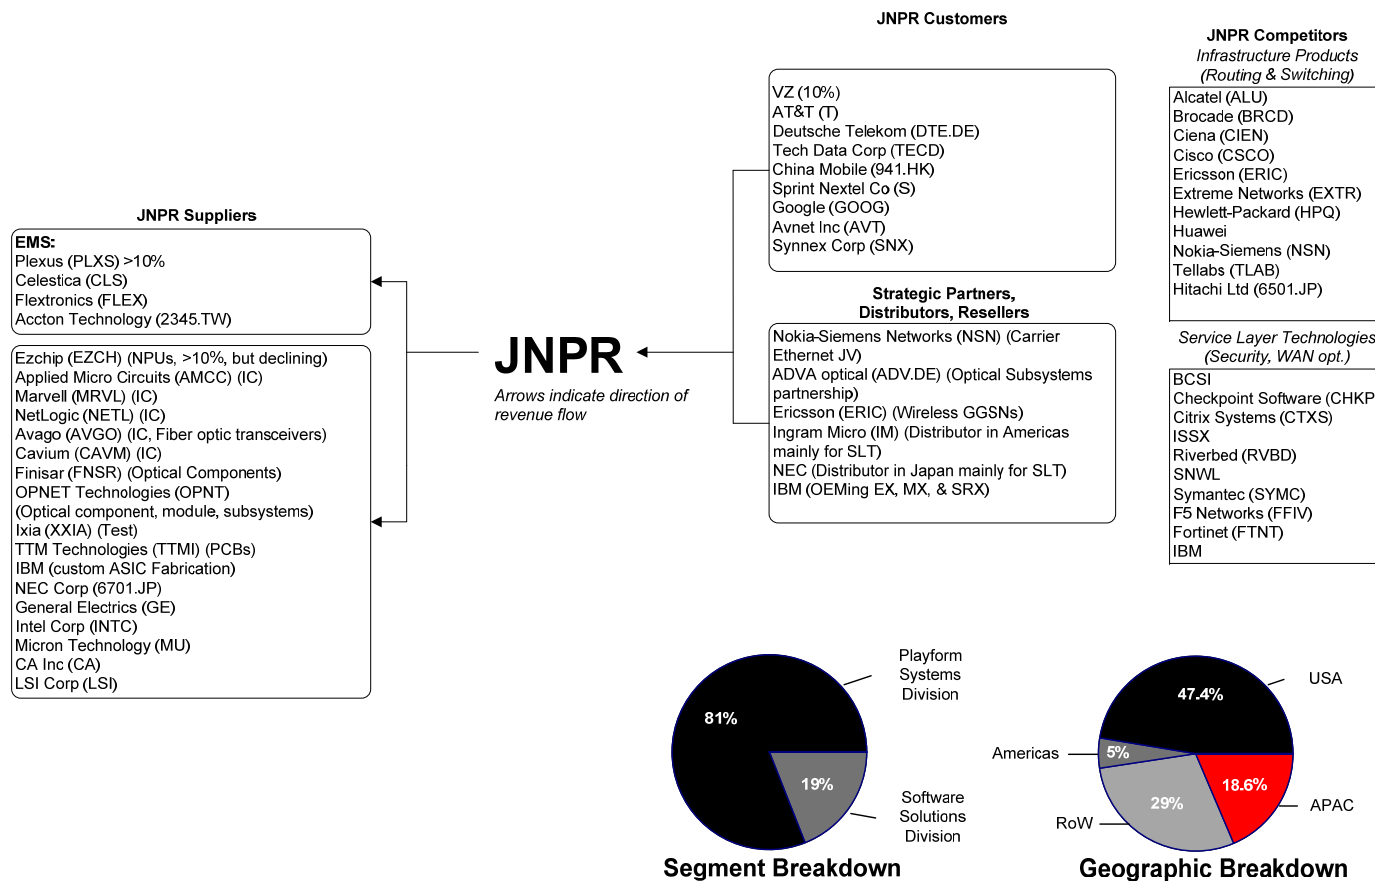 JNPR Customers
VZ (10%)
AT&T (T)
Deutsche Telekom (DTE.DE)
Tech Data Corp (TECD)
China Mobile (941.HK)
Sprint Nextel Co (S)
Google (GOOG)
Avnet Inc (AVT)
Synnex Corp (SNX)
JNPR Competitors
Infrastructure Products
(Routing & Switching)
Alcatel (ALU)
Brocade (BRCD)
Ciena (CIEN)
Cisco (CSCO)
Ericsson (ERIC)
Extreme Networks (EXTR)
Hewlett-Packard (HPQ)
Huawei
Nokia-Siemens (NSN)
Tellabs (TLAB)
Hitachi Ltd (6501.JP)
Service Layer Technologies
(Security, WAN opt.)
BCSI
Checkpoint Software (CHKP
Citrix Systems (CTXS)
ISSX
Riverbed (RVBD)
SNWL
Symantec (SYMC)
F5 Networks (FFIV)
Fortinet (FTNT)
IBM
JNPR Suppliers
EMS:
Plexus (PLXS) >10%
Celestica (CLS)
Flextronics (FLEX)
Accton Technology (2345.TW)
Ezchip (EZCH) (NPUs, >10%, but declining)
Applied Micro Circuits (AMCC) (IC)
Marvell (MRVL) (IC)
NetLogic (NETL) (IC)
Avago (AVGO) (IC, Fiber optic transceivers)
Cavium (CAVM) (IC)
Finisar (FNSR) (Optical Components)
OPNET Technologies (OPNT)
(Optical component, module, subsystems)
Ixia (XXIA) (Test)
TTM Technologies (TTMI) (PCBs)
IBM (custom ASIC Fabrication)
NEC Corp (6701.JP)
General Electrics (GE)
Intel Corp (INTC)
Micron Technology (MU)
CA Inc (CA)
LSI Corp (LSI)
JNPR
Arrows indicate direction of
revenue flow
Strategic Partners,
Distributors, Resellers
Nokia-Siemens Networks (NSN) (Carrier
Ethernet JV)
ADVA optical (ADV.DE) (Optical Subsystems
partnership)
Ericsson (ERIC) (Wireless GGSNs)
Ingram Micro (IM) (Distributor in Americas
mainly for SLT)
NEC (Distributor in Japan mainly for SLT)
IBM (OEMing EX, MX, & SRX)
Playform
Systems
Division
81%
19%
Software
Solutions
Division
Segment Breakdown
USA
47.4%
Americas
5%
18.6%
29%
APAC
RoW
Geographic Breakdown